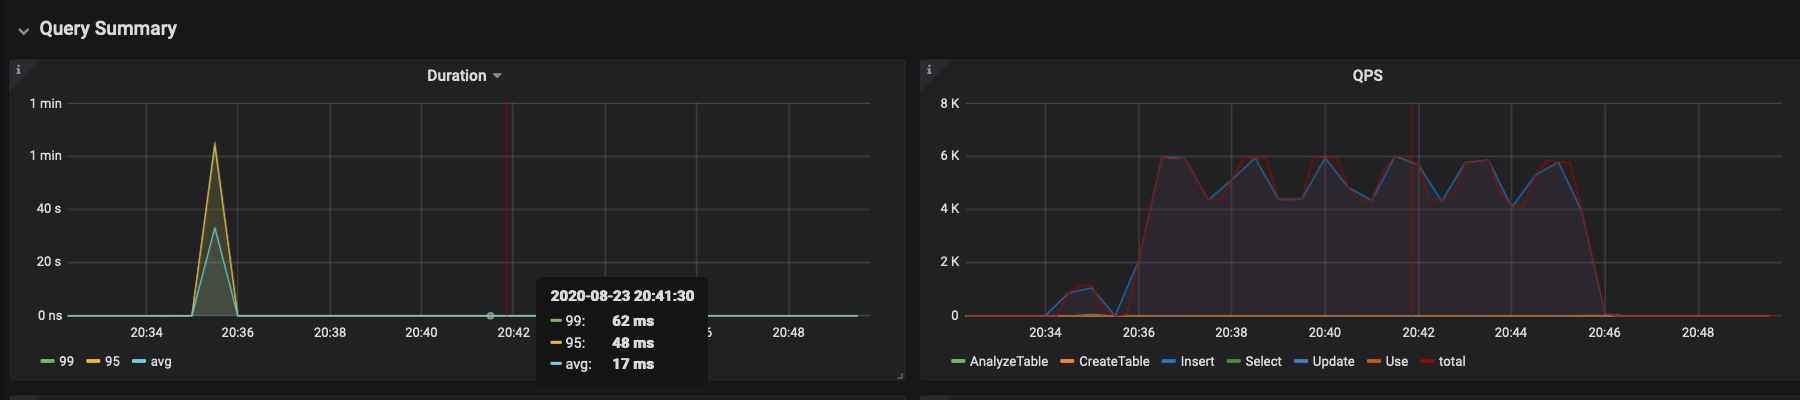 Query Summary
Duration
1 min
1 min
40 s
20 s
0 ns
20:34 20:36 20:38 20:40 20:42 6 20:48
2020-08-23 20:41:30
99: 62 ms
95: 48 ms
avg: 17 ms
99 95 avg
QPS
8 K
6 K
4 K
2 K
0
20:34 20:36 20:38 20:40 20:42 20:44 20:46 20:48
AnalyzeTable CreateTable Insert Select Update Use total